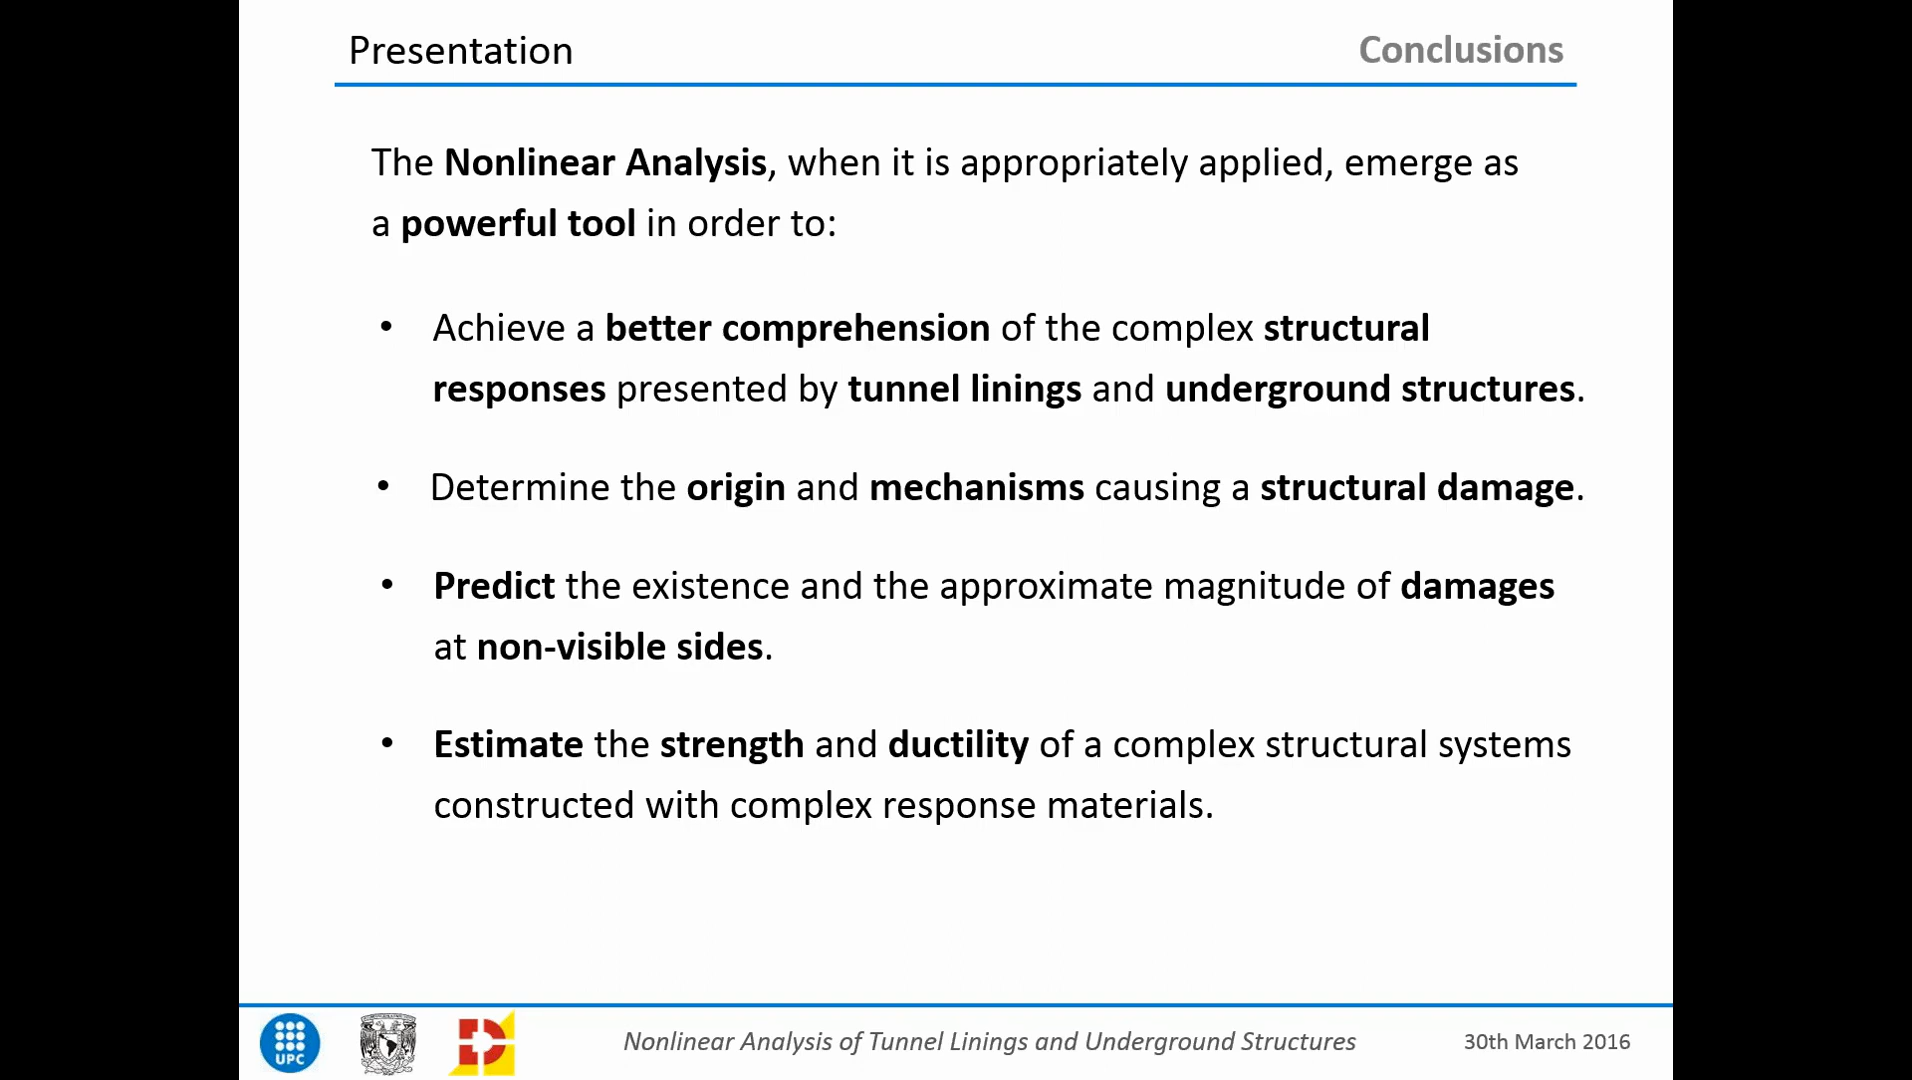 Presentation
Conclusions
The Nonlinear Analysis, when it is appropriately applied, emerge as
a powerful tool in order to:
• Achieve a better comprehension of the complex structural
responses presented by tunnel linings and underground structures.
• Determine the origin and mechanisms causing a structural damage.
• Predict the existence and the approximate magnitude of damages
at non-visible sides.
• Estimate the strength and ductility of a complex structural systems
constructed with complex response materials.
UPC
Nonlinear Analysis of Tunnel Linings and Underground Structures
30th March 2016